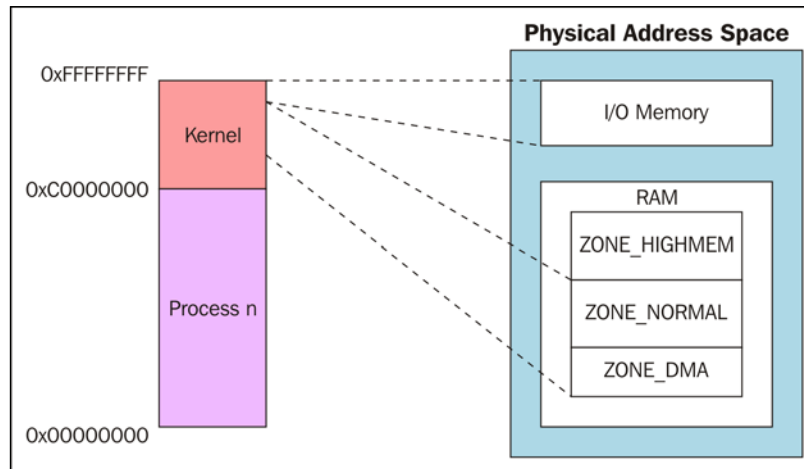 Physical Address Space
0xFFFFFFFF
Kernel
I/O Memory
0xC0000000
RAM
ZONE_HIGHMEM
Process n
ZONE_NORMAL
ZONE_DMA
0x00000000